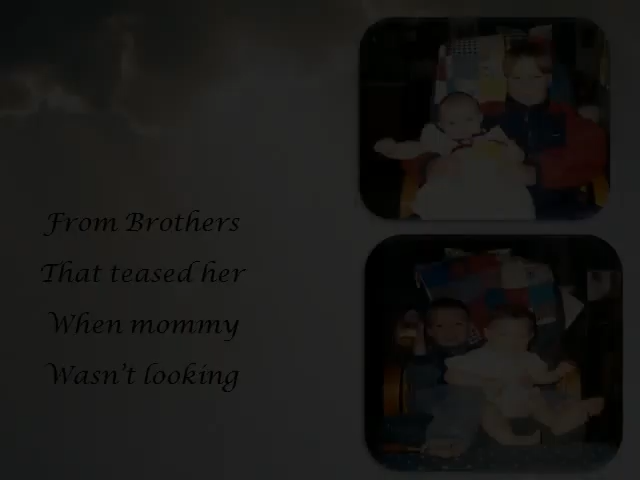 From Brothers
That teased her
When mommy
Wasn't looking